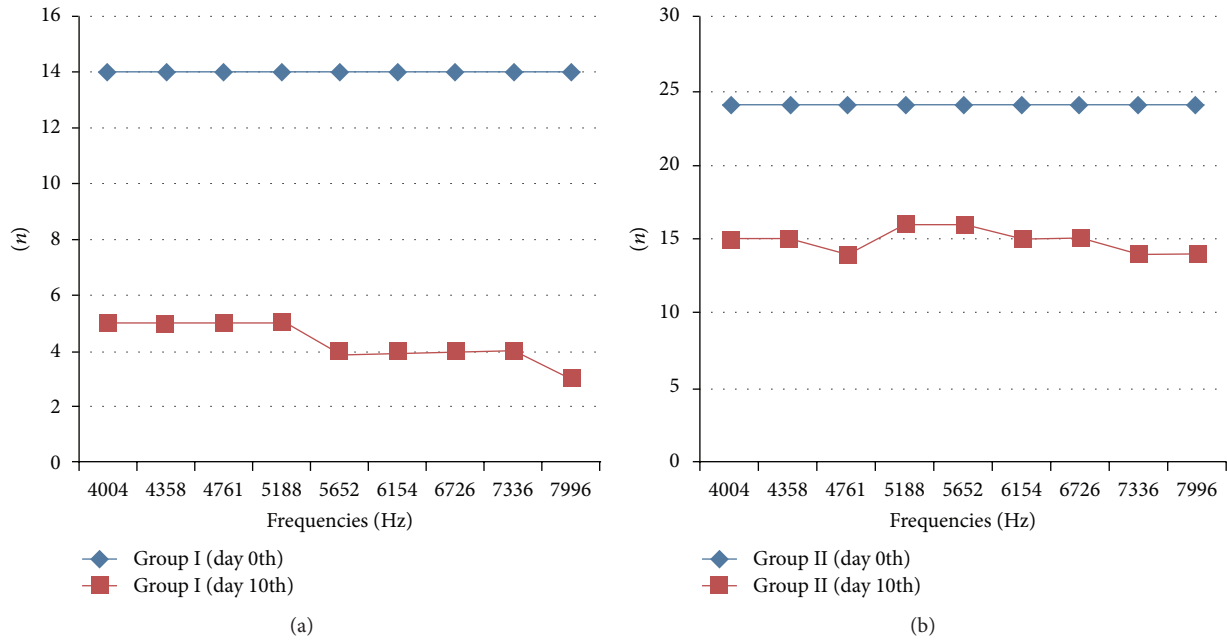 16
14
12
10
8
6
4
2
0
(n)
4004 4358 4761 5188 5652 6154 6726 7336 7996
Frequencies (Hz)
Group I (day 0th)
Group I (day 10th)
(a)
30
25
20
15
10
5
0
(n)
4004 4358 4761 5188 5652 6154 6726 7336 7996
Frequencies (Hz)
Group II (day 0th)
Group II (day 10th)
(b)